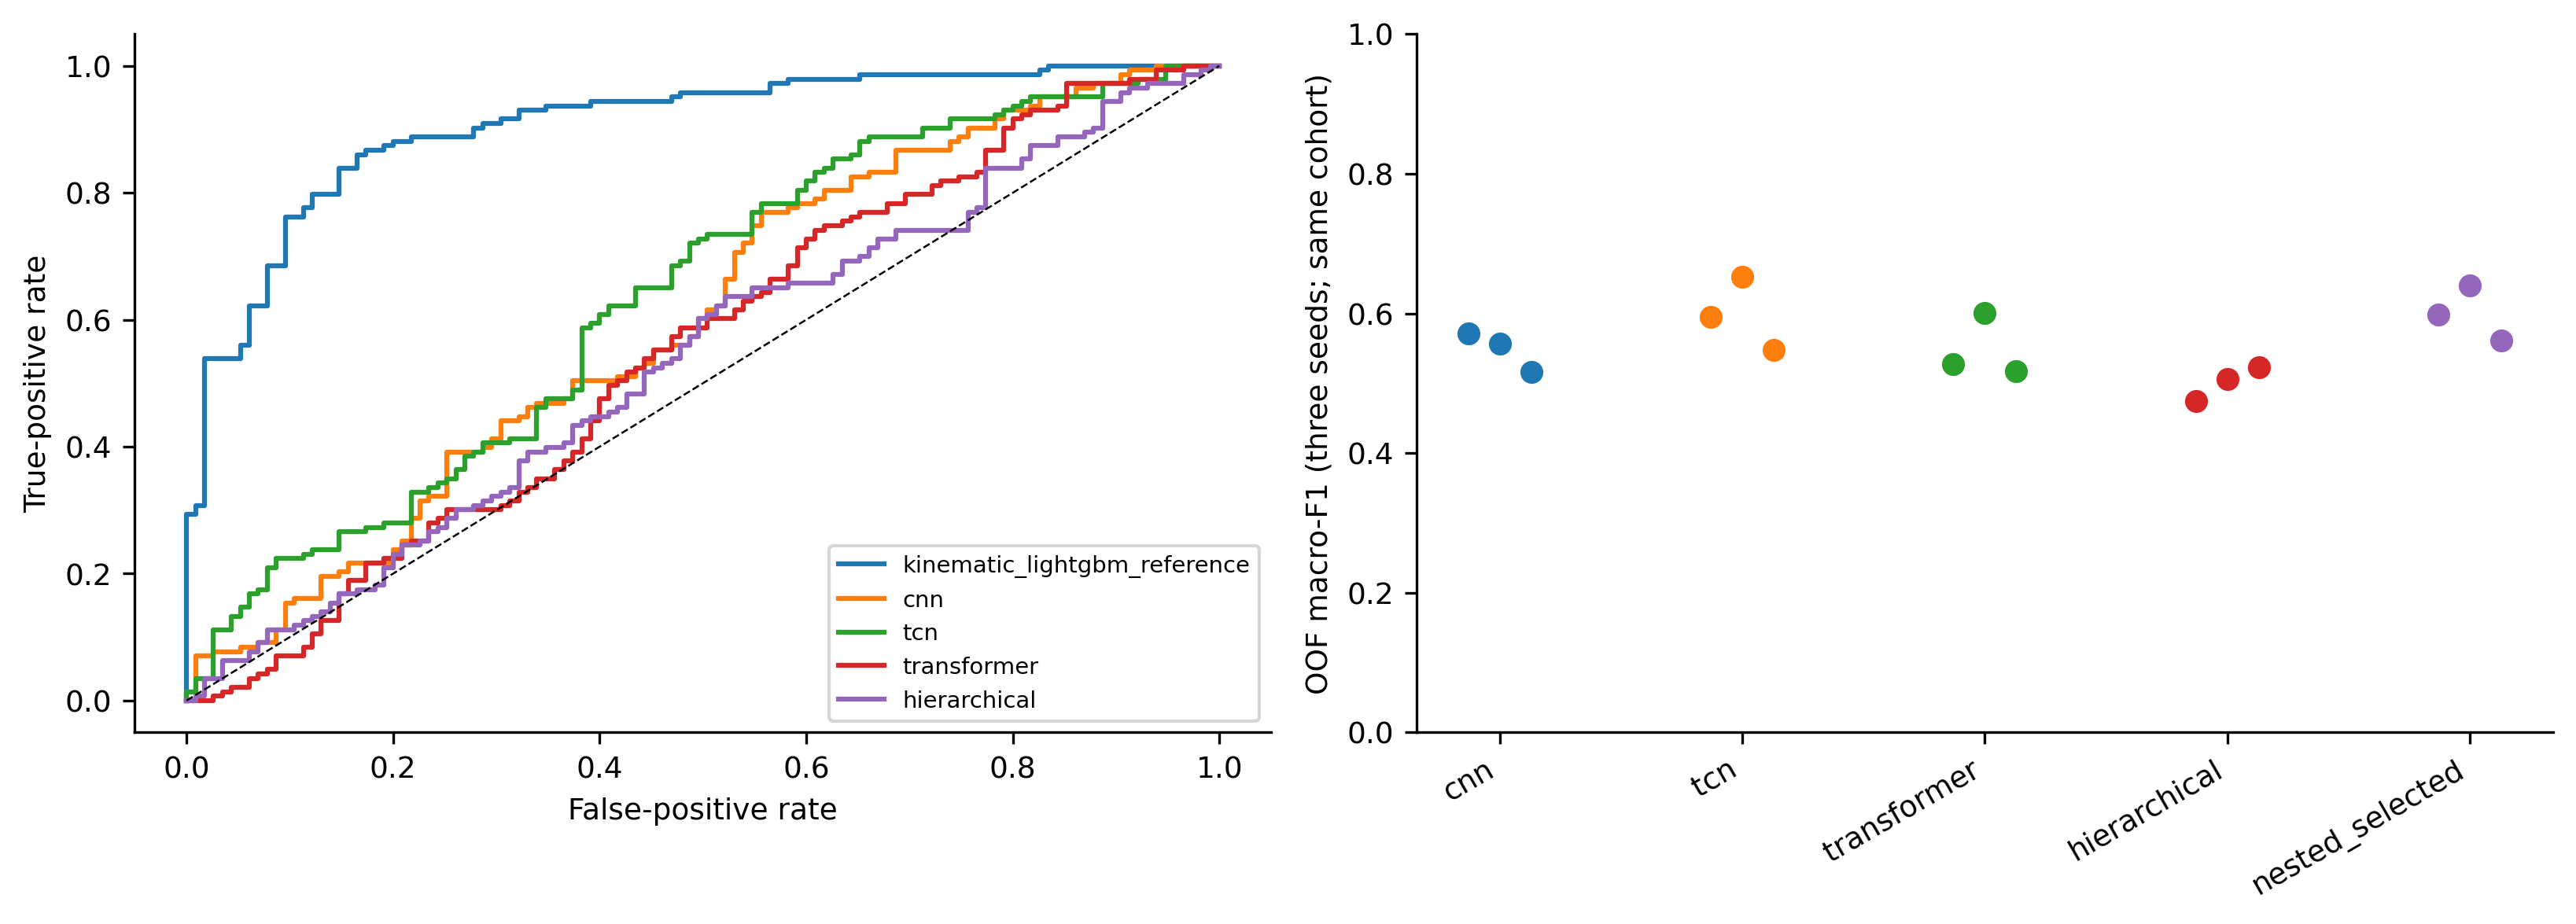 True-positive rate
1.0
0.8
0.6
0.4
0.2
0.0
0.0 0.2 0.4 0.6 0.8 1.0
False-positive rate
kinematic_lightgbm_reference
cnn
tcn
transformer
hierarchical
OOF macro-F1 (three seeds; same cohort)
1.0
0.8
0.6
0.4
0.2
0.0
cnn
tcn
transformer
hierarchical
nested_selected